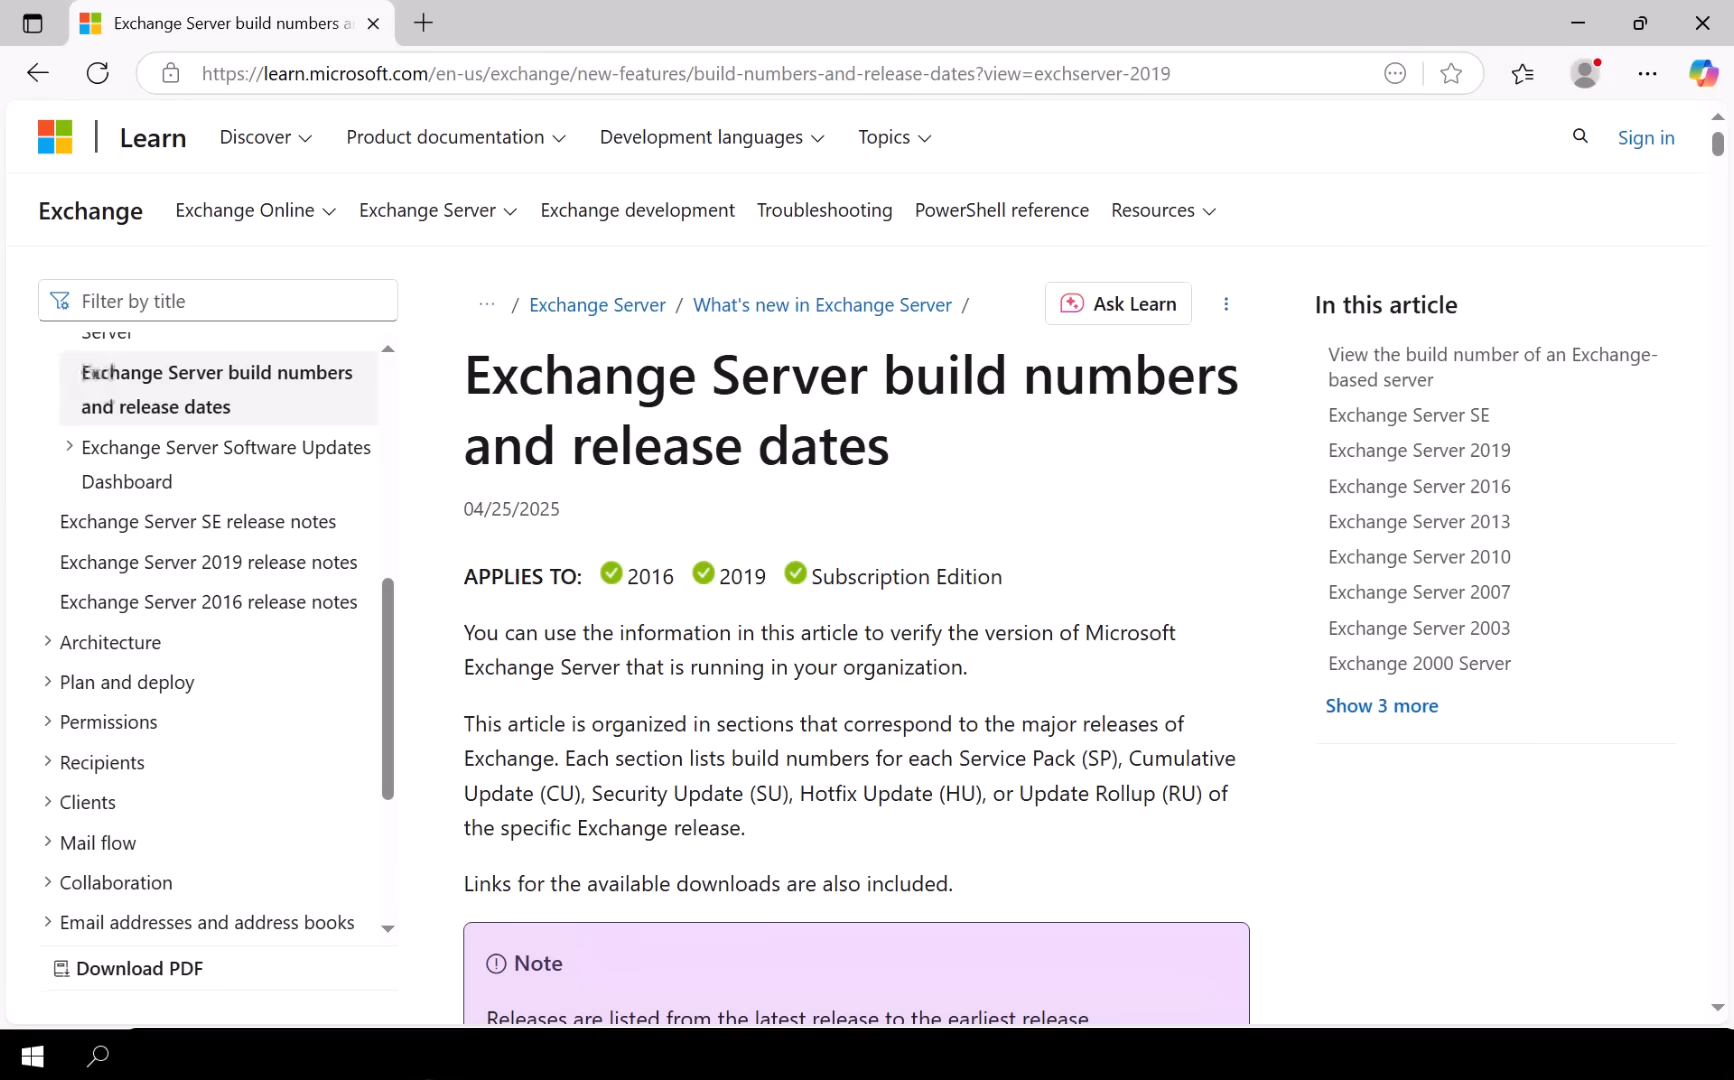 Exchange Server build numbers a
https://learn.microsoft.com/en-us/exchange/new-features/build-numbers-and-release-dates?view=exchserver-2019
Learn
Discover
Product documentation
Development languages
Topics
Sign in
Exchange
Exchange Online
Exchange Server
Exchange development
Troubleshooting
PowerShell reference
Resources
Filter by title
Server
Exchange Server build numbers
and release dates
Exchange Server Software Updates
Dashboard
Exchange Server SE release notes
Exchange Server 2019 release notes
Exchange Server 2016 release notes
Architecture
Plan and deploy
Permissions
Recipients
Clients
Mail flow
Collaboration
Email addresses and address books
Download PDF
... / Exchange Server / What's new in Exchange Server /
Ask Learn
Exchange Server build numbers
and release dates
04/25/2025
APPLIES TO: 2016 2019 Subscription Edition
You can use the information in this article to verify the version of Microsoft
Exchange Server that is running in your organization.
This article is organized in sections that correspond to the major releases of
Exchange. Each section lists build numbers for each Service Pack (SP), Cumulative
Update (CU), Security Update (SU), Hotfix Update (HU), or Update Rollup (RU) of
the specific Exchange release.
Links for the available downloads are also included.
Note
Releases are listed from the latest release to the earliest release
In this article
View the build number of an Exchange-
based server
Exchange Server SE
Exchange Server 2019
Exchange Server 2016
Exchange Server 2013
Exchange Server 2010
Exchange Server 2007
Exchange Server 2003
Exchange 2000 Server
Show 3 more